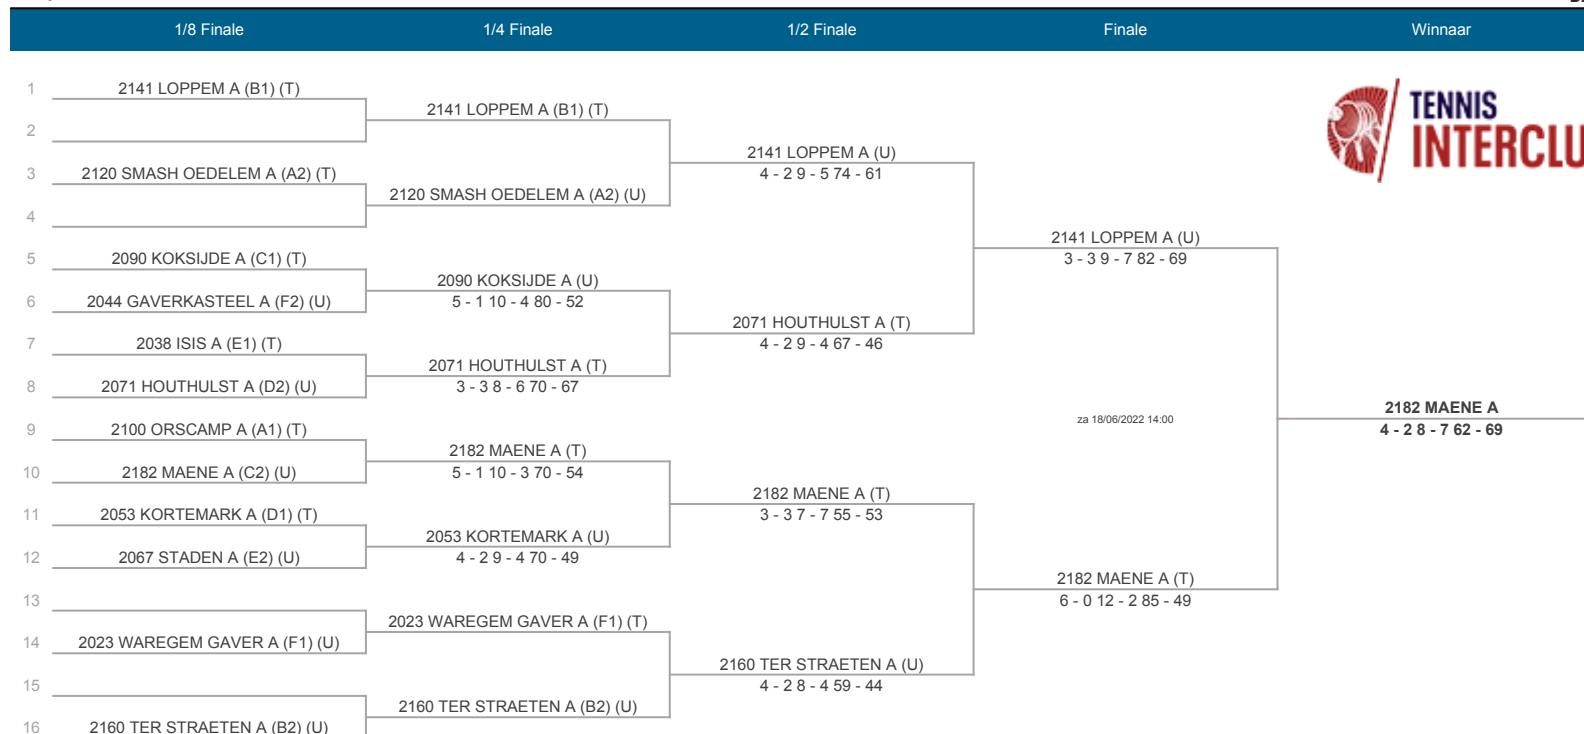 1/8 Finale
1/4 Finale
1/2 Finale
Finale
Winnaar
TENNIS
INTERCLU
1
2141 LOPPEM A (B1) (T)
2
3
2120 SMASH OEDELEM A (A2) (T)
4
5
2090 KOKSIJDE A (C1) (T)
6
2044 GAVERKASTEEL A (F2) (U)
7
2038 ISIS A (E1) (T)
8
2071 HOUTHULST A (D2) (U)
9
2100 ORSCAMP A (A1) (T)
10
2182 MAENE A (C2) (U)
11
2053 KORTEMARK A (D1) (T)
12
2067 STADEN A (E2) (U)
13
14
2023 WAREGEM GAVER A (F1) (U)
15
16
2160 TER STRAETEN A (B2) (U)
2141 LOPPEM A (B1) (T)
2120 SMASH OEDELEM A (A2) (U)
2090 KOKSIJDE A (U)
5 - 1 10 - 4 80 - 52
2071 HOUTHULST A (T)
3 - 3 8 - 6 70 - 67
2182 MAENE A (T)
5 - 1 10 - 3 70 - 54
2053 KORTEMARK A (U)
4 - 2 9 - 4 70 - 49
2023 WAREGEM GAVER A (F1) (T)
2160 TER STRAETEN A (B2) (U)
2141 LOPPEM A (U)
4 - 2 9 - 5 74 - 61
2071 HOUTHULST A (T)
4 - 2 9 - 4 67 - 46
2182 MAENE A (T)
3 - 3 7 - 7 55 - 53
2160 TER STRAETEN A (U)
4 - 2 8 - 4 59 - 44
2141 LOPPEM A (U)
3 - 3 9 - 7 82 - 69
za 18/06/2022 14:00
2182 MAENE A (T)
6 - 0 12 - 2 85 - 49
2182 MAENE A
4 - 2 8 - 7 62 - 69